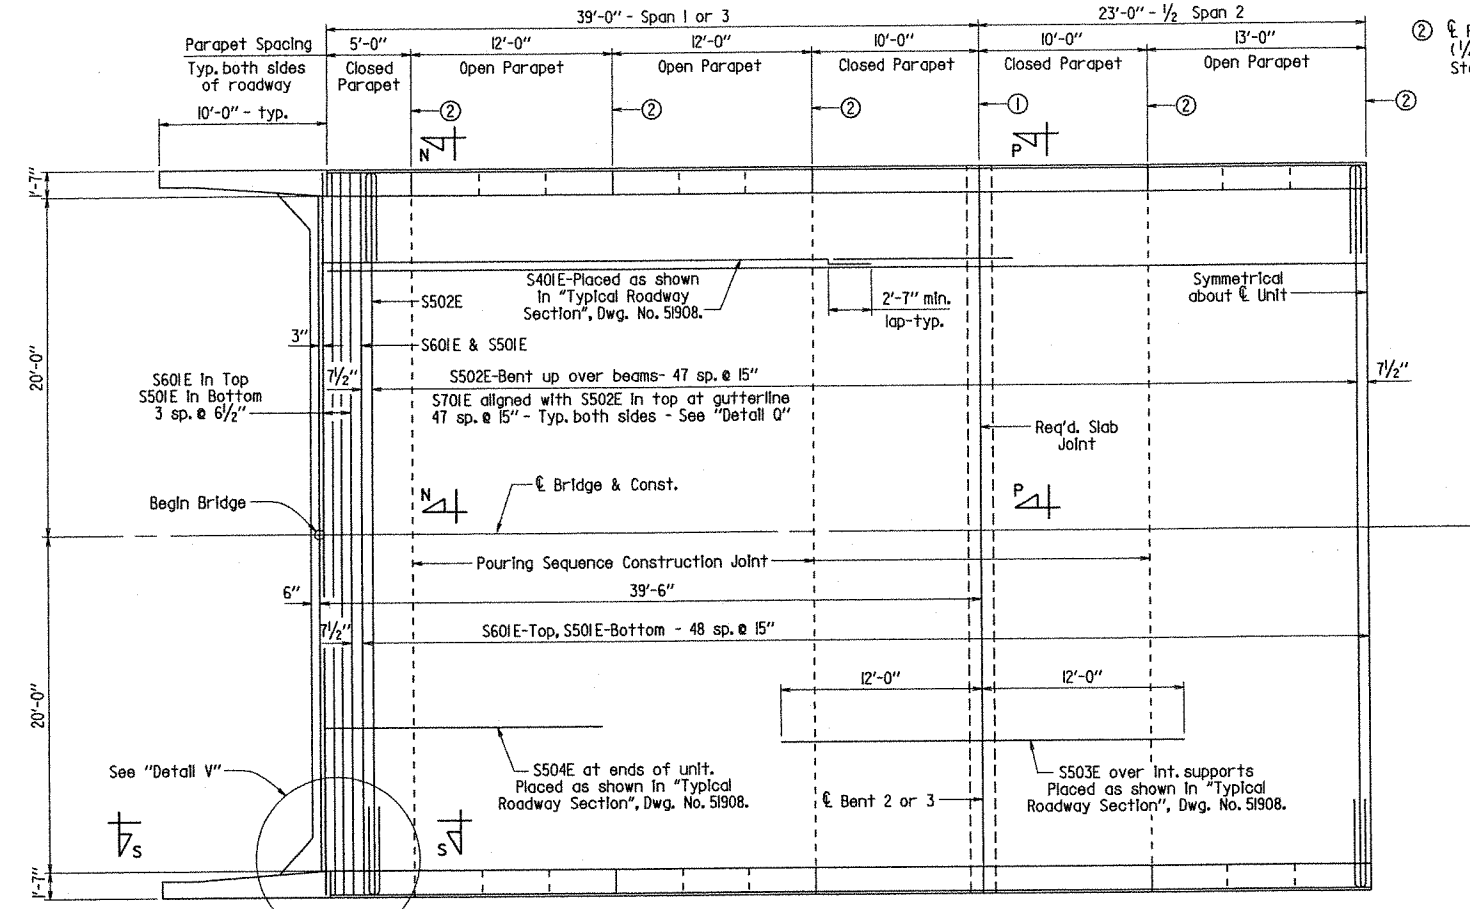 39'-0" - Span 1 or 3
23'-0" - 1/2 Span 2
Parapet Spacing
5'-0"
12'-0"
12'-0"
10'-0"
10'-0"
13'-0"
Typ. both sides
of roadway
Closed
Parapet
Open Parapet
Open Parapet
Closed Parapet
Closed Parapet
Open Parapet
10'-0" - typ.
②
②
②
①
②
②
② ℄
N
P
1'-7"
S401E-Placed as shown
in "Typical Roadway
Section", Dwg. No. 51908.
2'-7" min.
lap-typ.
Symmetrical
about ℄ Unit
S502E
3"
S601E & S501E
20'-0"
S601E in Top
S501E in Bottom
3 sp. @ 6 1/2"
7 1/2"
S502E-Bent up over beams- 47 sp. @ 15"
7 1/2"
S701E aligned with S502E in top at gutterline
47 sp. @ 15" - Typ. both sides - See "Detail Q"
Req'd. Slab
Joint
Begin Bridge
N
℄ Bridge & Const.
P
Pouring Sequence Construction Joint
6"
39'-6"
7 1/2"
S601E-Top, S501E-Bottom - 48 sp. @ 15"
20'-0"
12'-0"
12'-0"
See "Detail V"
S504E at ends of unit.
Placed as shown in "Typical
Roadway Section", Dwg. No. 51908.
℄ Bent 2 or 3
S503E over int. supports
Placed as shown in "Typical
Roadway Section", Dwg. No. 51908.
S
S
1'-7"